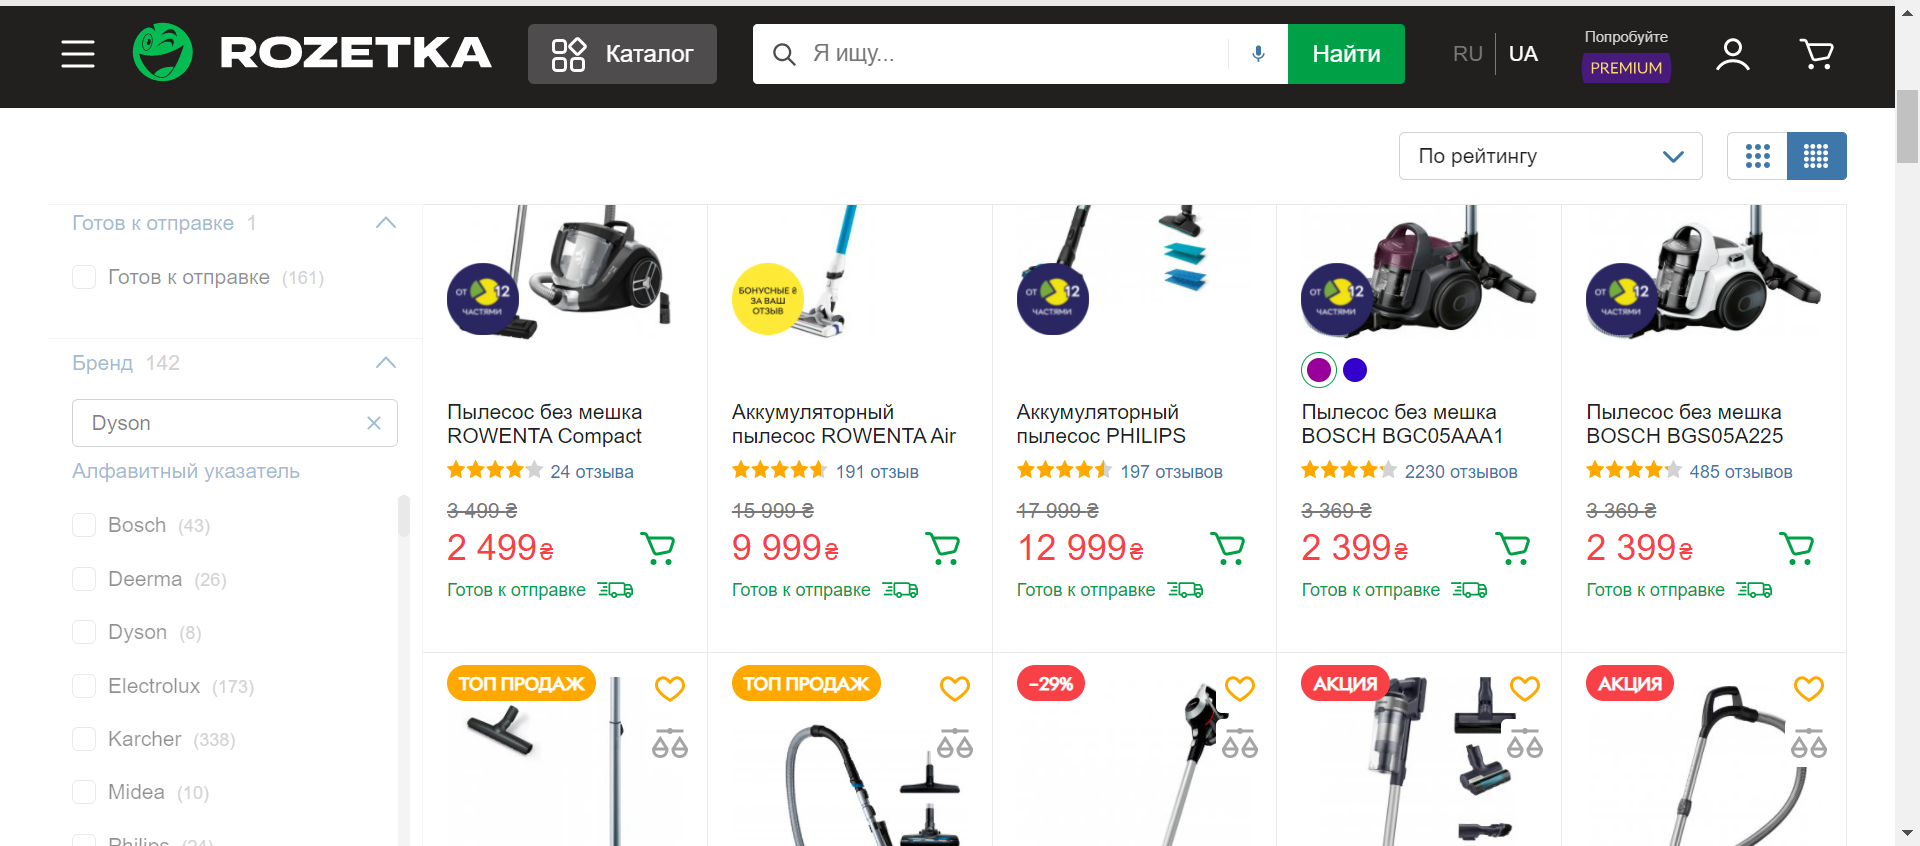 ROZETKA
Каталог
Я ищу...
Найти
RU
UA
Попробуйте
PREMIUM
По рейтингу
Готов к отправке 1
Готов к отправке (161)
Бренд 142
Dyson
Алфавитный указатель
Bosch (43)
Deerma (26)
Dyson (8)
Electrolux (173)
Karcher (338)
Midea (10)
Philips (24)
ОТ 12
ЧАСТЯМИ
Пылесос без мешка
ROWENTA Compact
24 отзыва
3 499 ₴
2 499 ₴
Готов к отправке
БОНУСНЫЕ ₴
ЗА ВАШ
ОТЗЫВ
Аккумуляторный
пылесос ROWENTA Air
191 отзыв
15 999 ₴
9 999 ₴
Готов к отправке
ОТ 12
ЧАСТЯМИ
Аккумуляторный
пылесос PHILIPS
197 отзывов
17 999 ₴
12 999 ₴
Готов к отправке
ОТ 12
ЧАСТЯМИ
Пылесос без мешка
BOSCH BGC05AAA1
2230 отзывов
3 369 ₴
2 399 ₴
Готов к отправке
ОТ 12
ЧАСТЯМИ
Пылесос без мешка
BOSCH BGS05A225
485 отзывов
3 369 ₴
2 399 ₴
Готов к отправке
ТОП ПРОДАЖ
ТОП ПРОДАЖ
−29%
АКЦИЯ
АКЦИЯ